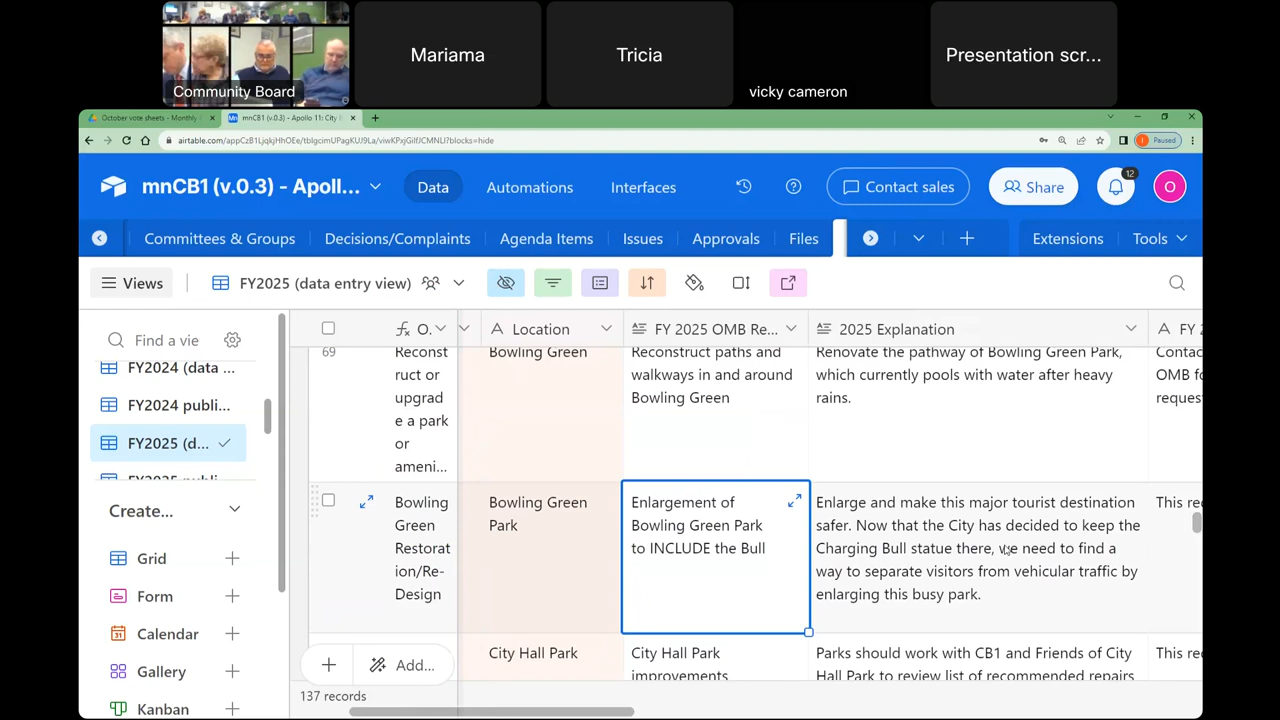 Community Board
Mariama
Tricia
vicky cameron
Presentation scr...
October vote sheets - Monthly
mnCB1 (v.0.3) - Apollo 11: City
Paused
mnCB1 (v.0.3) - Apoll...
Data
Automations
Interfaces
Contact sales
Share
12
O
Committees & Groups
Decisions/Complaints
Agenda Items
Issues
Approvals
Files
Extensions
Tools
Views
FY2025 (data entry view)
Find a vie
FY2024 (data ...
FY2024 publi...
FY2025 (d...
Create...
Grid
Form
Calendar
Gallery
Kanban
O.
Location
FY 2025 OMB Re...
2025 Explanation
FY 2
69
Reconst
ruct or
upgrad
e a park
or
ameni...
Bowling Green
Reconstruct paths and
walkways in and around
Bowling Green
Renovate the pathway of Bowling Green Park,
which currently pools with water after heavy
rains.
Contac
OMB fo
reques
Bowling
Green
Restorat
ion/Re-
Design
Bowling Green
Park
Enlargement of
Bowling Green Park
to INCLUDE the Bull
Enlarge and make this major tourist destination
safer. Now that the City has decided to keep the
Charging Bull statue there, we need to find a
way to separate visitors from vehicular traffic by
enlarging this busy park.
This rec
City Hall Park
City Hall Park
improvements
Parks should work with CB1 and Friends of City
Hall Park to review list of recommended repairs
This rec
Add...
137 records